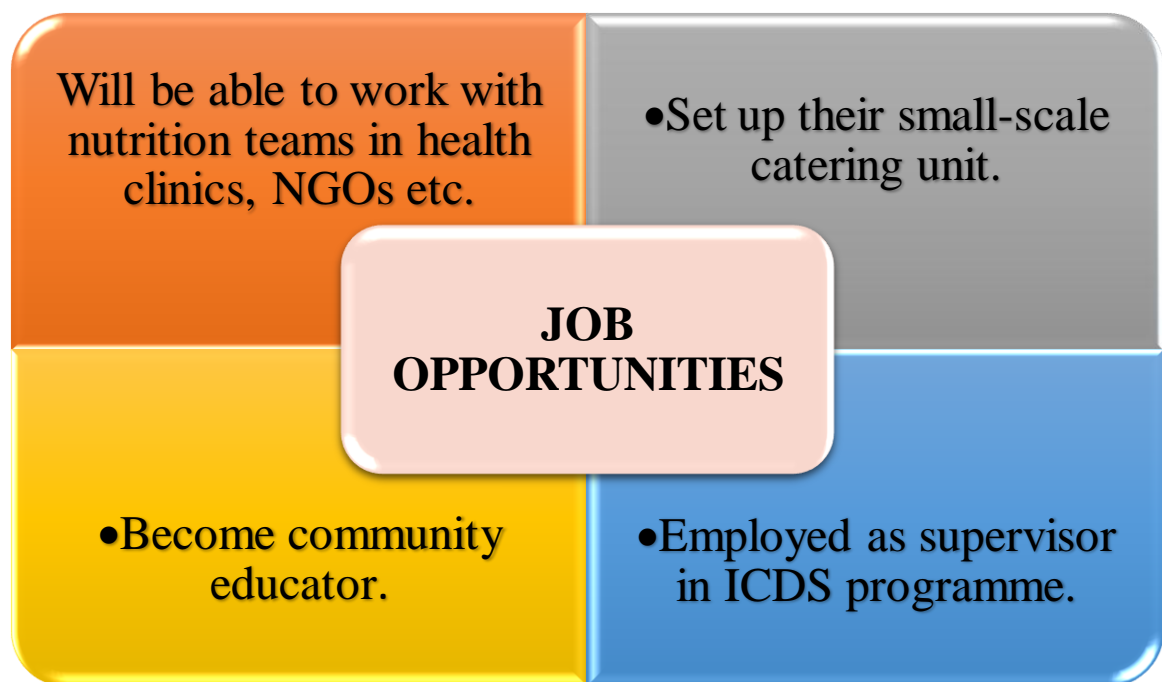 Will be able to work with
nutrition teams in health
clinics, NGOs etc.
•Set up their small-scale
catering unit.
JOB
OPPORTUNITIES
•Become community
educator.
•Employed as supervisor
in ICDS programme.